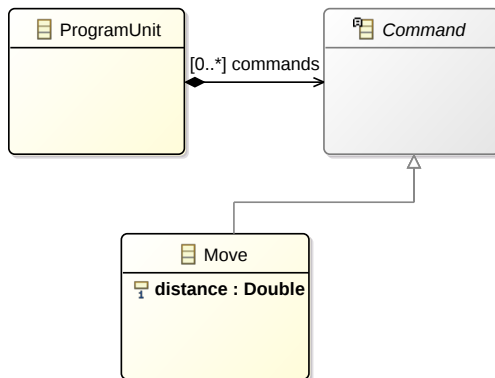 ProgramUnit
Command
[0..*] commands
Move
distance : Double